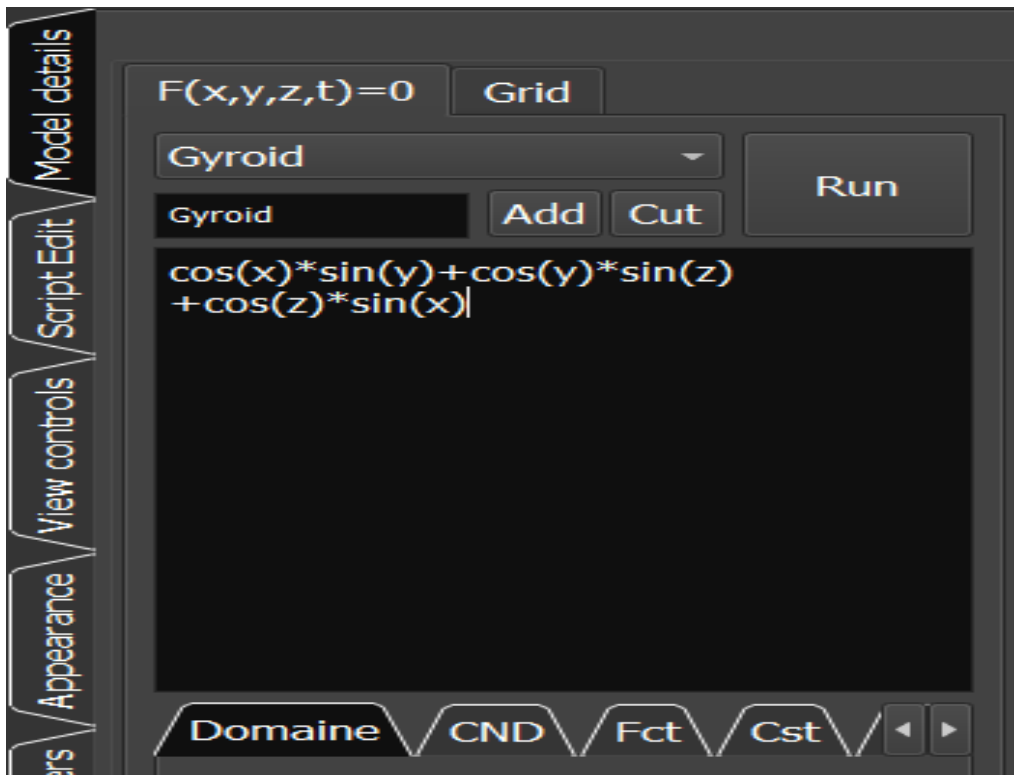 Model details
Script Edit
View controls
Appearance
F(x,y,z,t)=0 Grid
Gyroid
Run
Gyroid Add Cut
cos(x)*sin(y)+cos(y)*sin(z)
+cos(z)*sin(x)
Domaine CND Fct Cst